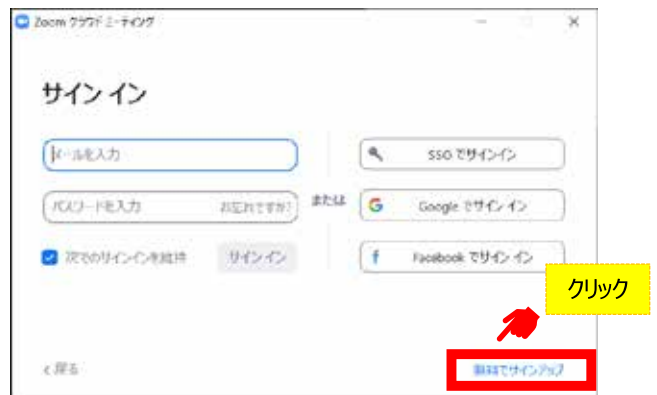 Zoom クラウド ミーティング
サイン イン
メールを入力
パスワードを入力 お忘れですか?
次でのサインインを維持 サインイン
または
SSO でサインイン
Google でサイン イン
Facebook でサイン イン
クリック
< 戻る
無料でサインアップ